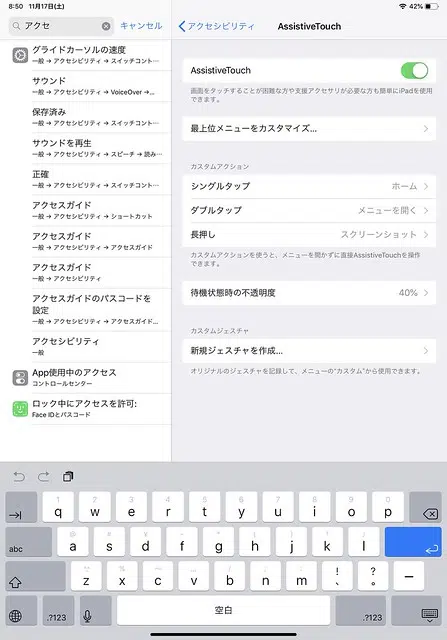 8:50 11月17日(土)
42%
アクセ
キャンセル
グライドカーソルの速度
一般 → アクセシビリティ → スイッチコント…
サウンド
一般 → アクセシビリティ → VoiceOver →…
保存済み
一般 → アクセシビリティ → スイッチコント…
サウンドを再生
一般 → アクセシビリティ → スピーチ → 読み…
正確
一般 → アクセシビリティ → スイッチコント…
アクセスガイド
一般 → アクセシビリティ → ショートカット
アクセスガイド
一般 → アクセシビリティ → アクセスガイド
アクセスガイド
一般 → アクセシビリティ
アクセスガイドのパスコードを
設定
一般 → アクセシビリティ → アクセスガイド…
アクセシビリティ
一般
App使用中のアクセス
コントロールセンター
ロック中にアクセスを許可:
Face IDとパスコード
アクセシビリティ
AssistiveTouch
AssistiveTouch
画面をタッチすることが困難な方や支援アクセサリが必要な方も簡単にiPadを使用
できます。
最上位メニューをカスタマイズ...
カスタムアクション
シングルタップ ホーム
ダブルタップ メニューを開く
長押し スクリーンショット
カスタムアクションを使うと、メニューを開かずに直接AssistiveTouchを操作
できます。
待機状態時の不透明度 40%
カスタムジェスチャ
新規ジェスチャを作成...
オリジナルのジェスチャを記録して、メニューの"カスタム"から使用できます。
1 2 3 4 5 6 7 8 9 0
q w e r t y u i o p
abc
a s d f g h j k l
z x c v b n m ! 、 ? 。 ー
.?123 空白 .?123